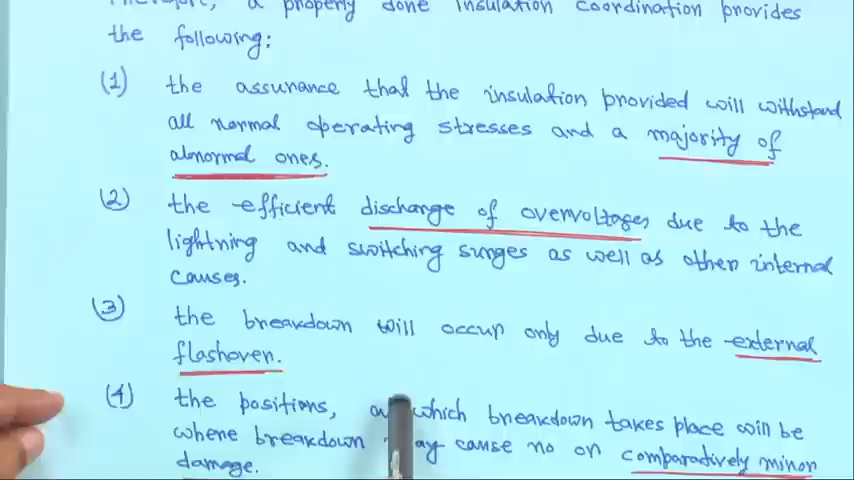 Therefore, a properly done insulation coordination provides
the following:
(1) the assurance that the insulation provided will withstand
all normal operating stresses and a majority of
abnormal ones.
(2) the efficient discharge of overvoltages due to the
lightning and switching surges as well as other internal
causes.
(3) the breakdown will occur only due to the external
flashover.
(4) the positions, which breakdown takes place will be
where breakdown may cause no or comparatively minor
damage.